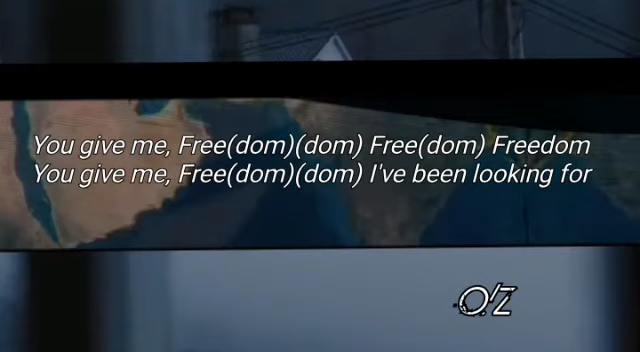 You give me, Free(dom)(dom) Free(dom) Freedom
You give me, Free(dom)(dom) I've been looking for
O'Z